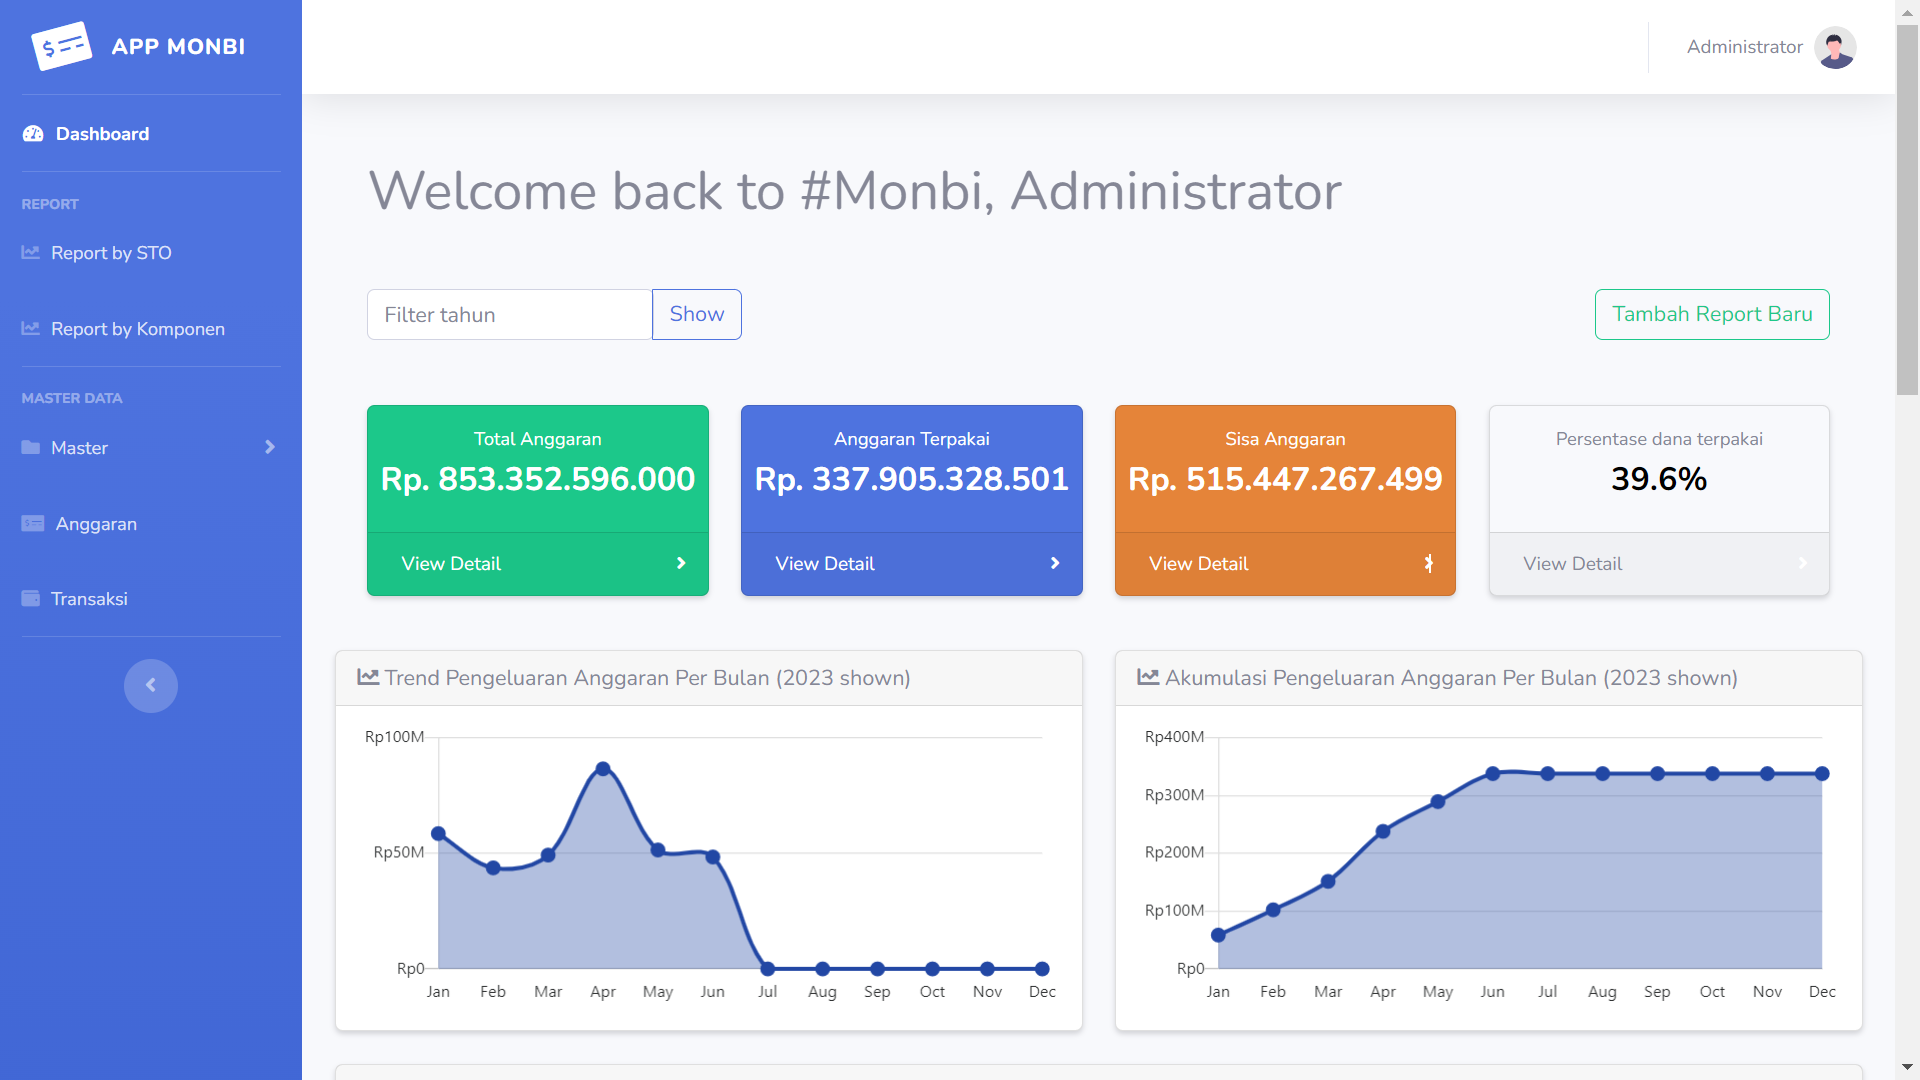 APP MONBI
Administrator
Dashboard
REPORT
Report by STO
Report by Komponen
MASTER DATA
Master
Anggaran
Transaksi
Welcome back to #Monbi, Administrator
Filter tahun
Show
Tambah Report Baru
Total Anggaran
Rp. 853.352.596.000
View Detail
Anggaran Terpakai
Rp. 337.905.328.501
View Detail
Sisa Anggaran
Rp. 515.447.267.499
View Detail
Persentase dana terpakai
39.6%
View Detail
Trend Pengeluaran Anggaran Per Bulan (2023 shown)
Rp100M
Rp50M
Rp0
Jan Feb Mar Apr May Jun Jul Aug Sep Oct Nov Dec
Akumulasi Pengeluaran Anggaran Per Bulan (2023 shown)
Rp400M
Rp300M
Rp200M
Rp100M
Rp0
Jan Feb Mar Apr May Jun Jul Aug Sep Oct Nov Dec